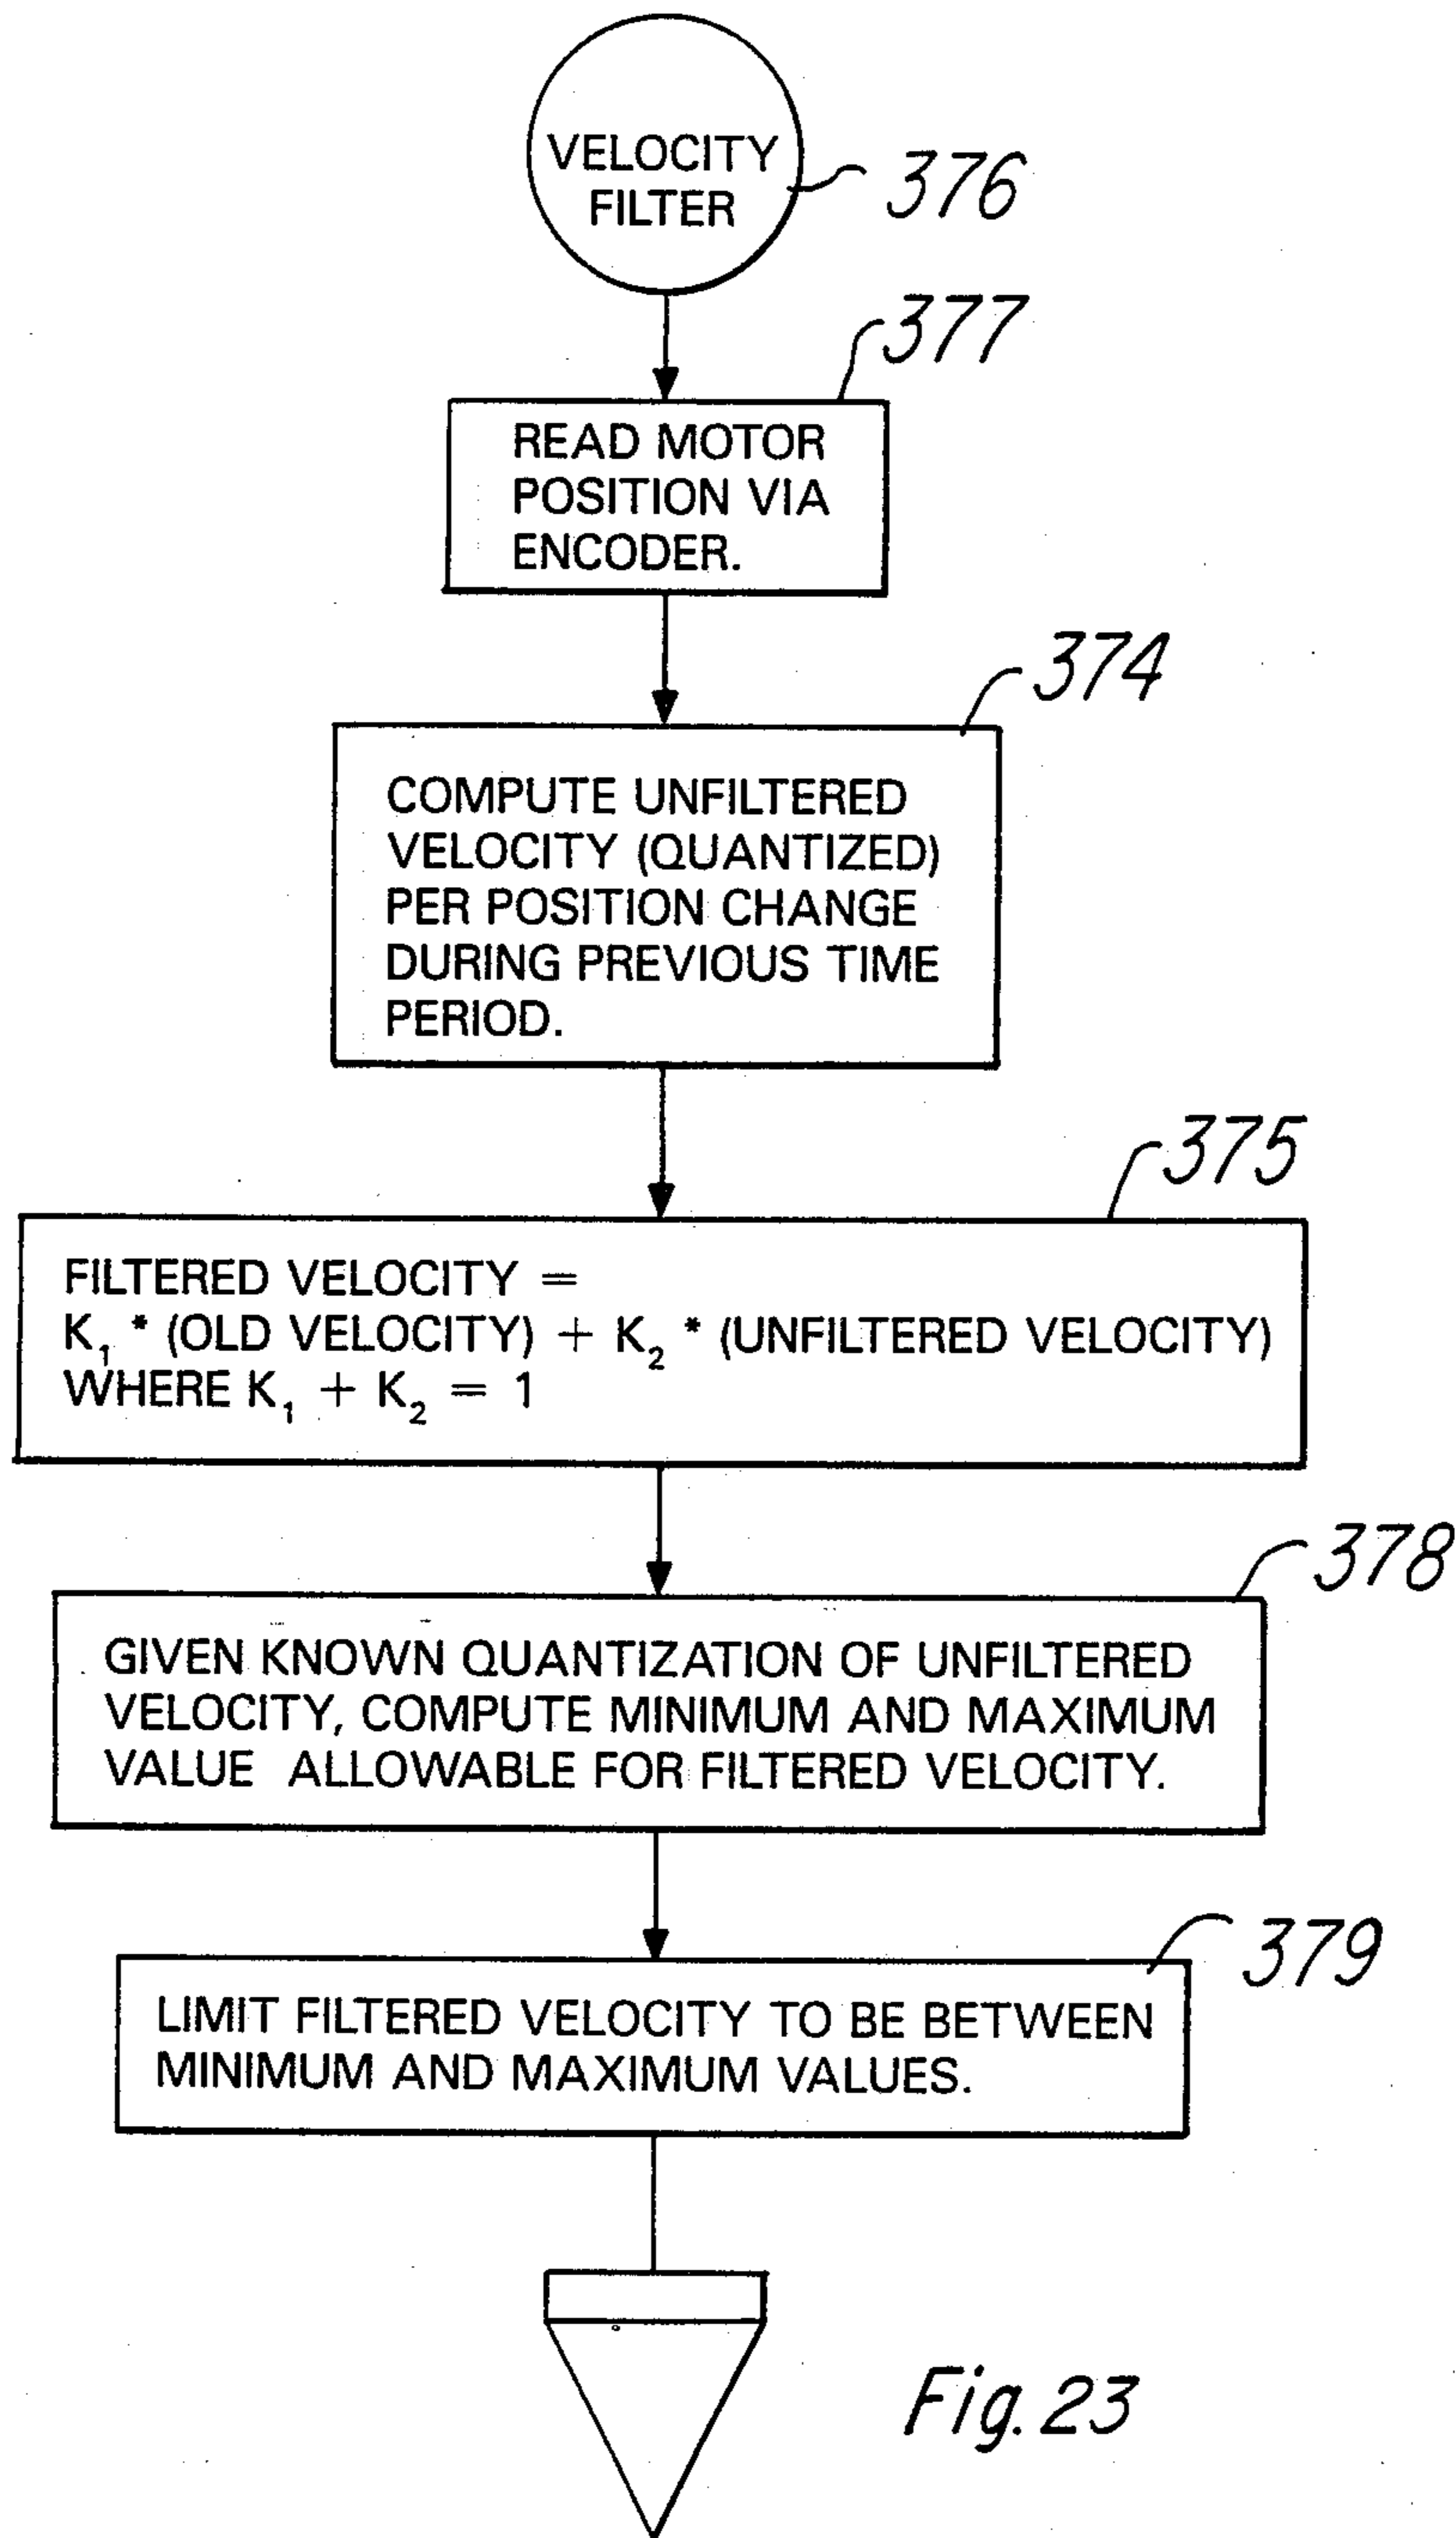 VELOCITY
FILTER
376
377
READ MOTOR
POSITION VIA
ENCODER.
374
COMPUTE UNFILTERED
VELOCITY (QUANTIZED)
PER POSITION CHANGE
DURING PREVIOUS TIME
PERIOD.
375
FILTERED VELOCITY =
K₁ * (OLD VELOCITY) + K₂ * (UNFILTERED VELOCITY)
WHERE K₁ + K₂ = 1
378
GIVEN KNOWN QUANTIZATION OF UNFILTERED
VELOCITY, COMPUTE MINIMUM AND MAXIMUM
VALUE ALLOWABLE FOR FILTERED VELOCITY.
379
LIMIT FILTERED VELOCITY TO BE BETWEEN
MINIMUM AND MAXIMUM VALUES.
Fig. 23